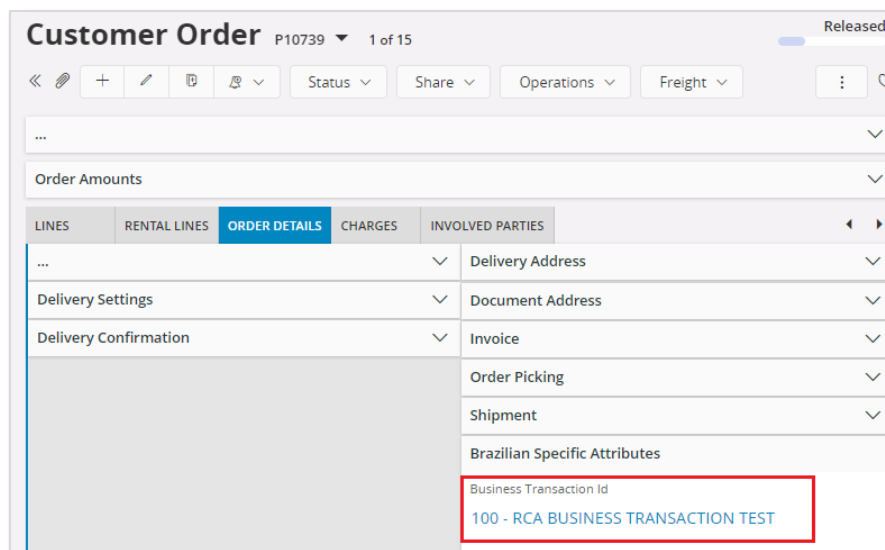 Customer Order P10739 1 of 15
Released
Status Share Operations Freight
...
Order Amounts
LINES RENTAL LINES ORDER DETAILS CHARGES INVOLVED PARTIES
...
Delivery Settings
Delivery Confirmation
Delivery Address
Document Address
Invoice
Order Picking
Shipment
Brazilian Specific Attributes
Business Transaction Id
100 - RCA BUSINESS TRANSACTION TEST